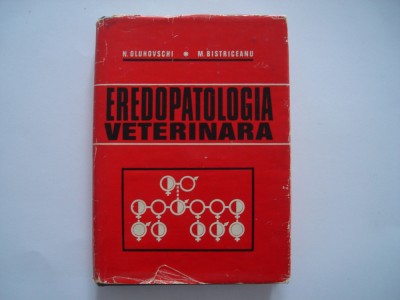 N. GLUHOVSCHI • M. BISTRICEANU
EREDOPATOLOGIA
VETERINARA